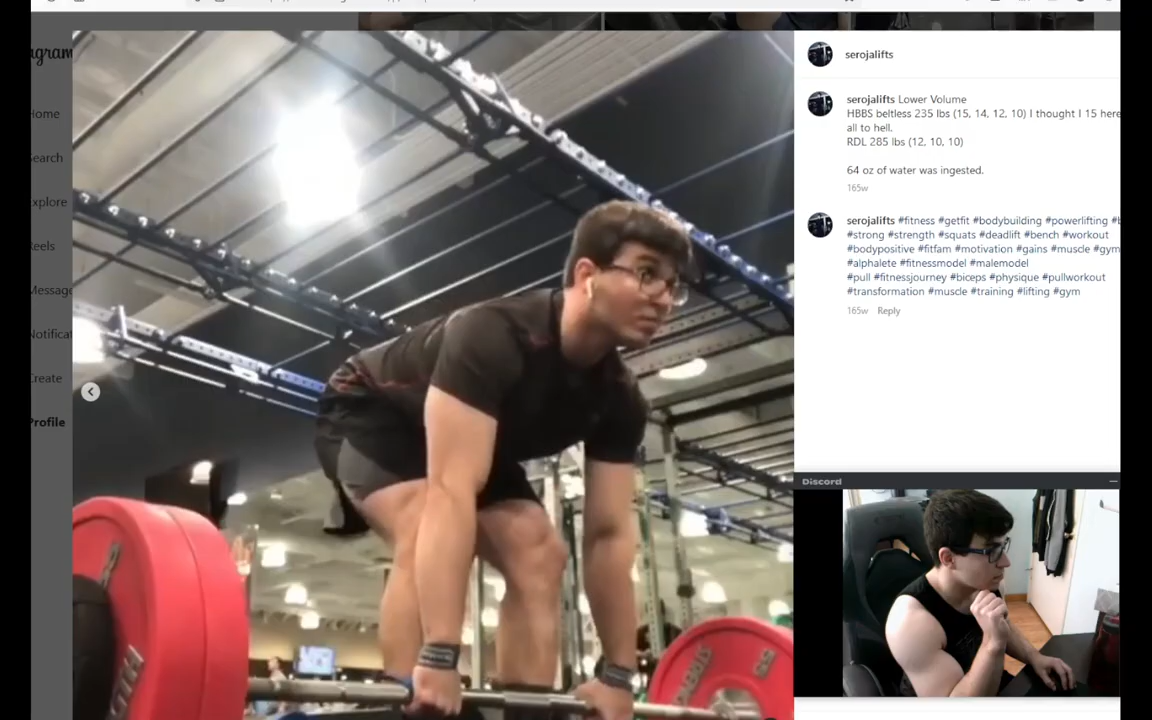 gram
Home
Search
Explore
Reels
Message
Notificat
Create
Profile
serojalifts
serojalifts Lower Volume
HBBS beltless 235 lbs (15, 14, 12, 10) I thought I 15 here
all to hell.
RDL 285 lbs (12, 10, 10)
64 oz of water was ingested.
165w
serojalifts #fitness #getfit #bodybuilding #powerlifting #b
#strong #strength #squats #deadlift #bench #workout
#bodypositive #fitfam #motivation #gains #muscle #gym
#alphalete #fitnessmodel #malemodel
#pull #fitnessjourney #biceps #physique #pullworkout
#transformation #muscle #training #lifting #gym
165w Reply
Discord